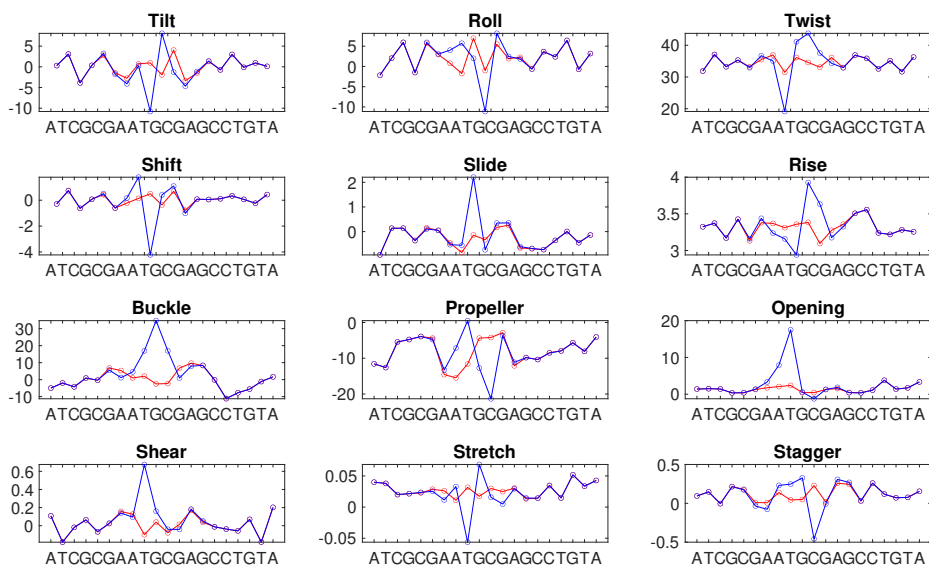 Tilt
5
0
-5
-10
ATCGCGAATGCGAGCCTGTA
Roll
5
0
-5
-10
ATCGCGAATGCGAGCCTGTA
Twist
40
30
20
ATCGCGAATGCGAGCCTGTA
Shift
0
-2
-4
ATCGCGAATGCGAGCCTGTA
Slide
2
1
0
ATCGCGAATGCGAGCCTGTA
Rise
4
3.5
3
ATCGCGAATGCGAGCCTGTA
Buckle
30
20
10
0
-10
ATCGCGAATGCGAGCCTGTA
Propeller
0
-10
-20
ATCGCGAATGCGAGCCTGTA
Opening
20
10
0
ATCGCGAATGCGAGCCTGTA
Shear
0.6
0.4
0.2
0
ATCGCGAATGCGAGCCTGTA
Stretch
0.05
0
-0.05
ATCGCGAATGCGAGCCTGTA
Stagger
0.5
0
-0.5
ATCGCGAATGCGAGCCTGTA